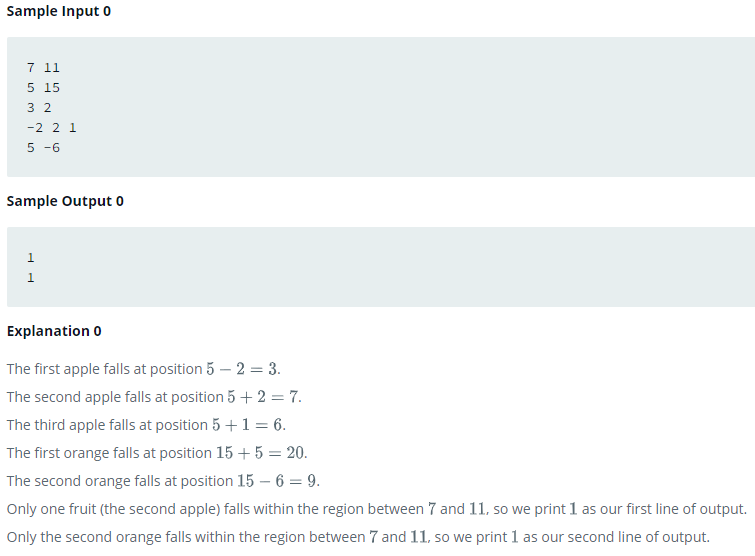 Sample Input 0
7 11
5 15
3 2
-2 2 1
5 -6
Sample Output 0
1
1
Explanation 0
The first apple falls at position 5 − 2 = 3.
The second apple falls at position 5 + 2 = 7.
The third apple falls at position 5 + 1 = 6.
The first orange falls at position 15 + 5 = 20.
The second orange falls at position 15 − 6 = 9.
Only one fruit (the second apple) falls within the region between 7 and 11, so we print 1 as our first line of output.
Only the second orange falls within the region between 7 and 11, so we print 1 as our second line of output.